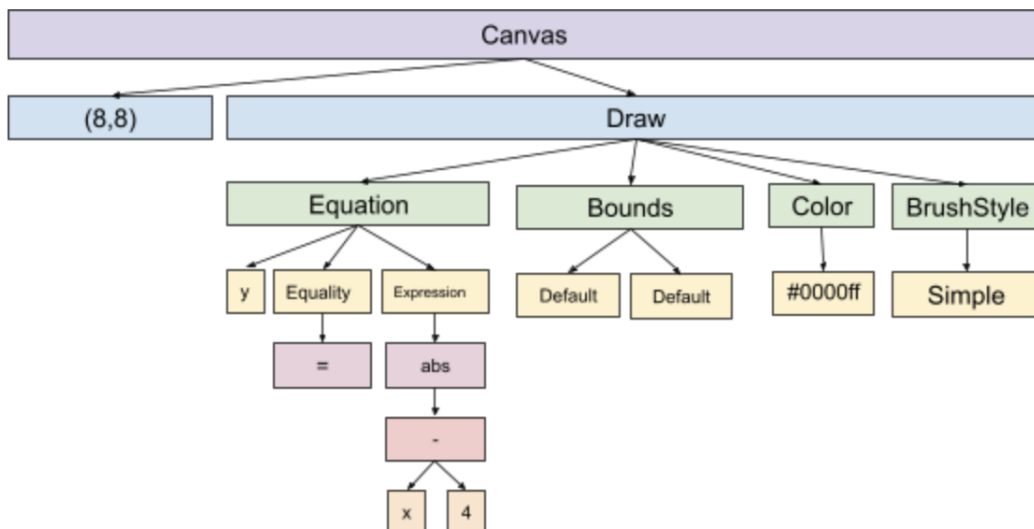 Canvas
(8,8)
Draw
Equation
Bounds
Color
BrushStyle
y
Equality
Expression
Default
Default
#0000ff
Simple
=
abs
-
x
4